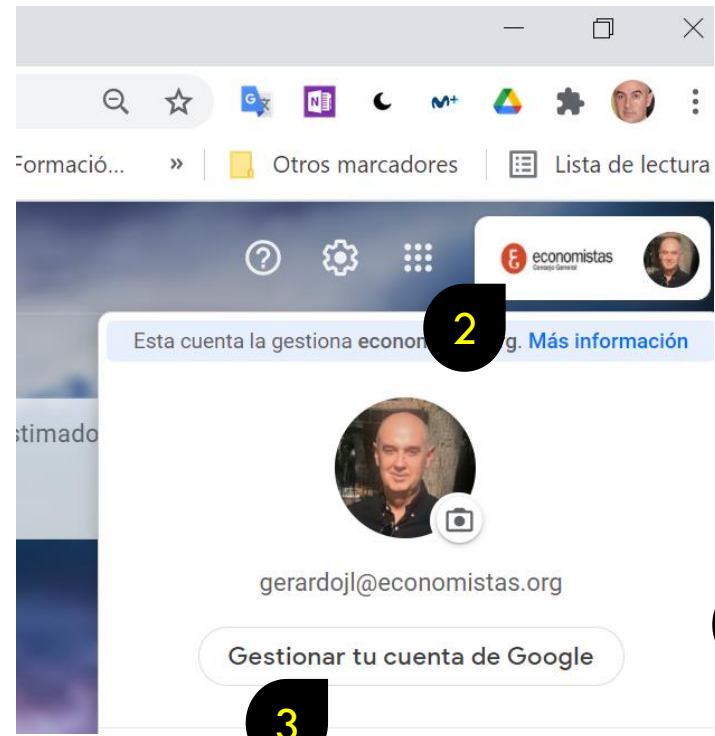 Formació... » Otros marcadores Lista de lectura
economistas
Consejo General
2
Esta cuenta la gestiona econom g. Más información
stimado
gerardojl@economistas.org
Gestionar tu cuenta de Google
3